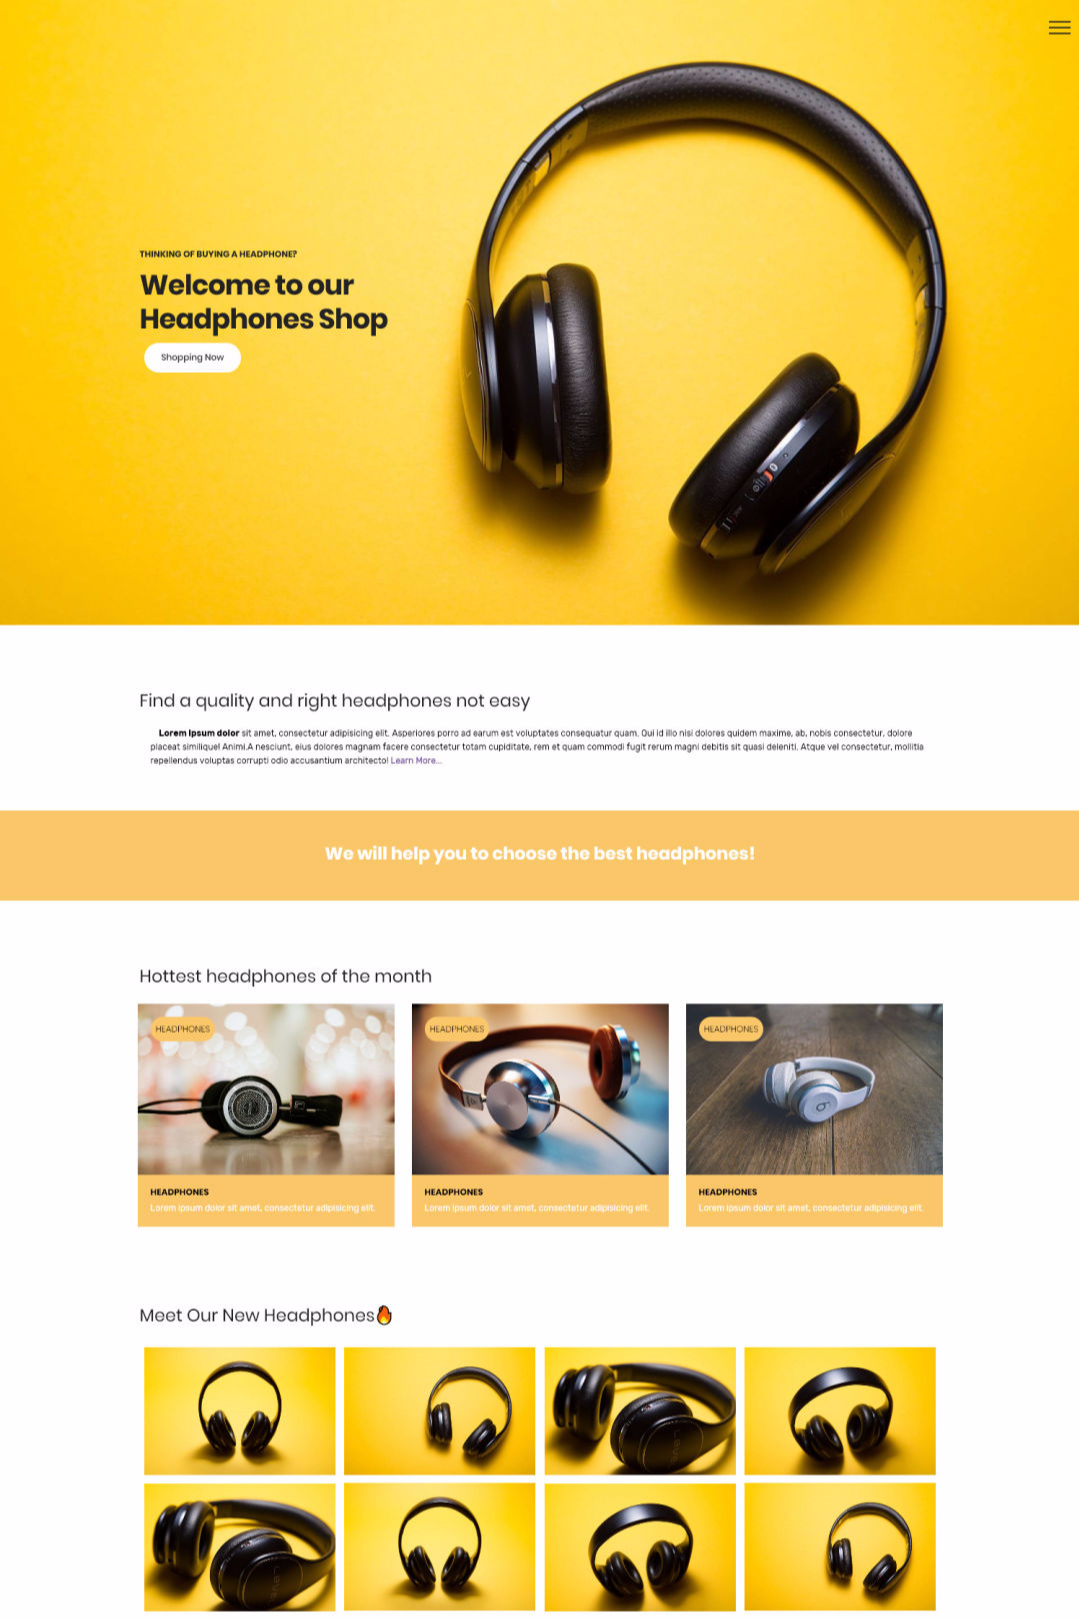 THINKING OF BUYING A HEADPHONE?
Welcome to our
Headphones Shop
Shopping Now
Find a quality and right headphones not easy
Lorem Ipsum dolor sit amet, consectetur adipisicing elit. Asperiores porro ad earum est voluptates consequatur quam. Qui id illo nisi dolores quidem maxime, ab, nobis consectetur, dolore
placeat similique! Animi.A nesciunt, eius dolores magnam facere consectetur totam cupiditate, rem et quam commodi fugit rerum magni debitis sit quasi deleniti. Atque vel consectetur, mollitia
repellendus voluptas corrupti odio accusantium architecto! Learn More...
We will help you to choose the best headphones!
Hottest headphones of the month
HEADPHONES HEADPHONES HEADPHONES
HEADPHONES
Lorem ipsum dolor sit amet, consectetur adipisicing elit.
HEADPHONES
Lorem ipsum dolor sit amet, consectetur adipisicing elit.
HEADPHONES
Lorem ipsum dolor sit amet, consectetur adipisicing elit.
Meet Our New Headphones🔥